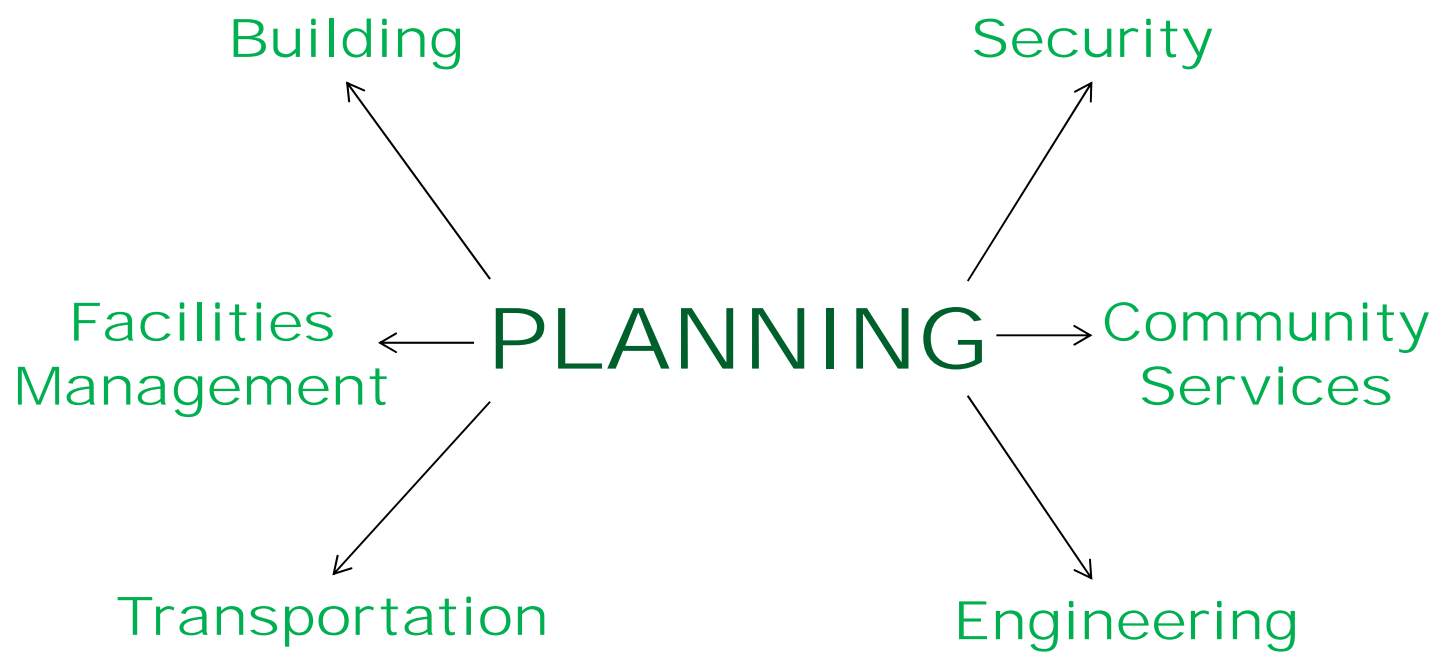 Building
Security
Facilities
Management
PLANNING
Community
Services
Transportation
Engineering